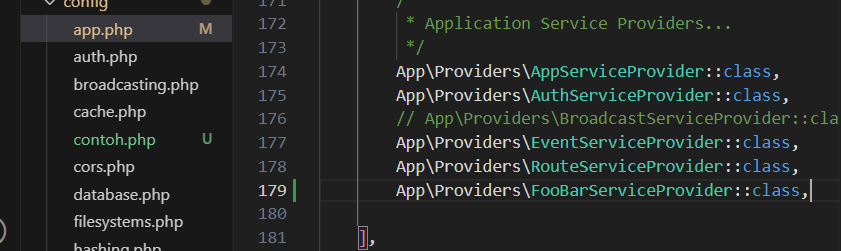 config
app.php M
auth.php
broadcasting.php
cache.php
contoh.php U
cors.php
database.php
filesystems.php
hashing.php
171 /
172 * Application Service Providers...
173 */
174 App\Providers\AppServiceProvider::class,
175 App\Providers\AuthServiceProvider::class,
176 // App\Providers\BroadcastServiceProvider::cla
177 App\Providers\EventServiceProvider::class,
178 App\Providers\RouteServiceProvider::class,
179 App\Providers\FooBarServiceProvider::class,
180
181 ],